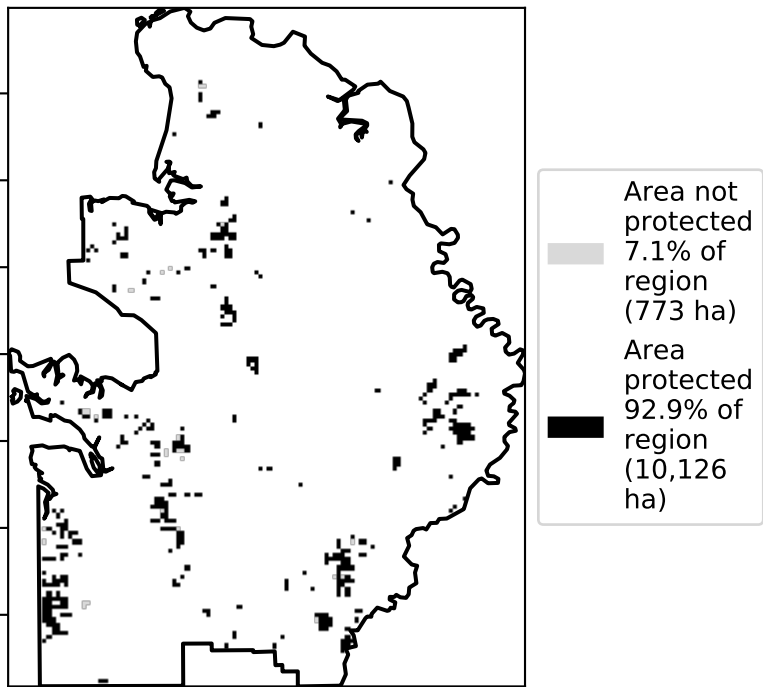 Area not
protected
7.1% of
region
(773 ha)
Area
protected
92.9% of
region
(10,126
ha)